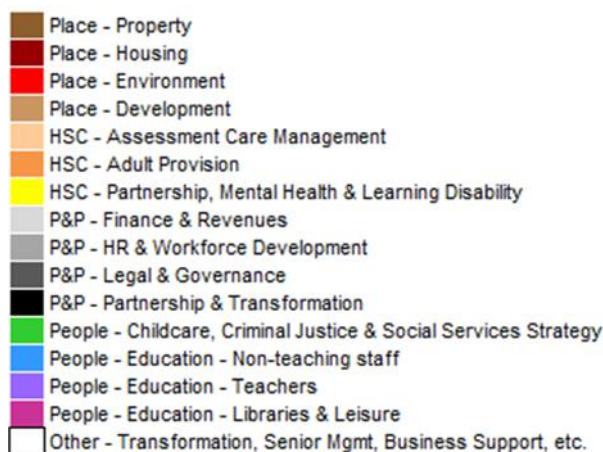 Place - Property
Place - Housing
Place - Environment
Place - Development
HSC - Assessment Care Management
HSC - Adult Provision
HSC - Partnership, Mental Health & Learning Disability
P&P - Finance & Revenues
P&P - HR & Workforce Development
P&P - Legal & Governance
P&P - Partnership & Transformation
People - Childcare, Criminal Justice & Social Services Strategy
People - Education - Non-teaching staff
People - Education - Teachers
People - Education - Libraries & Leisure
Other - Transformation, Senior Mgmt, Business Support, etc.